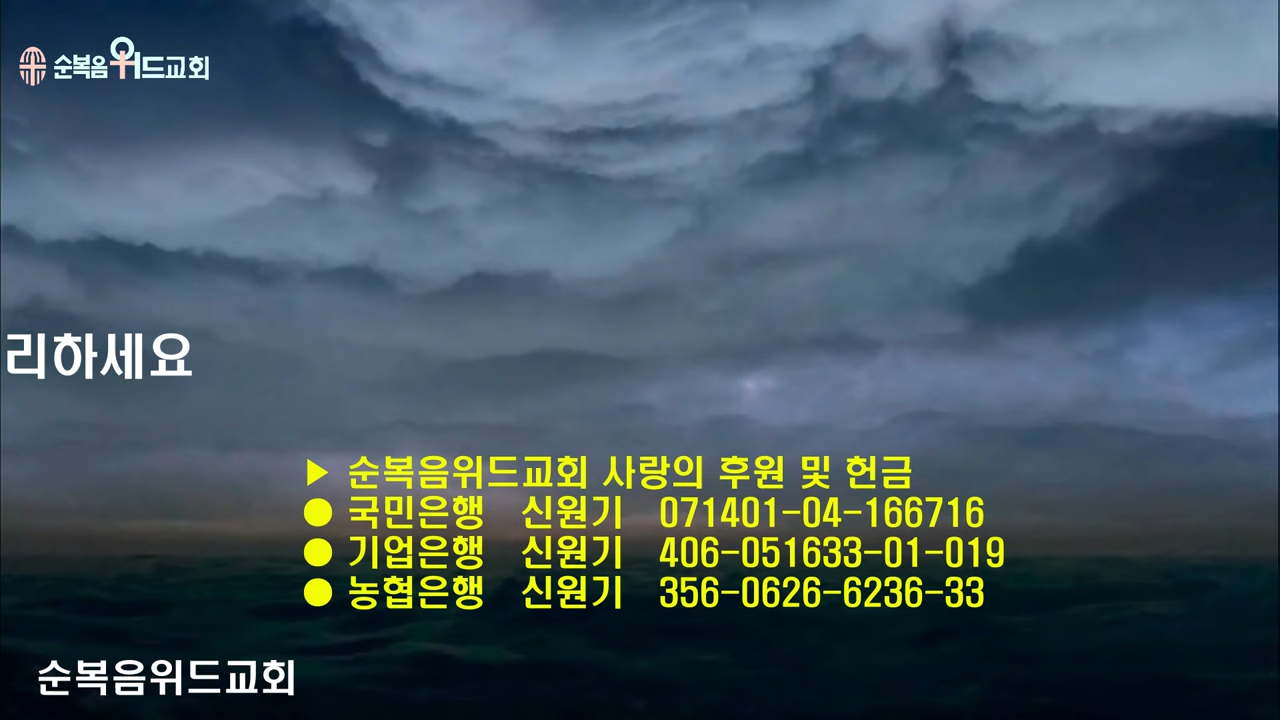 순복음위드교회
리하세요
▶ 순복음위드교회 사랑의 후원 및 헌금
● 국민은행 신원기 071401-04-166716
● 기업은행 신원기 406-051633-01-019
● 농협은행 신원기 356-0626-6236-33
순복음위드교회